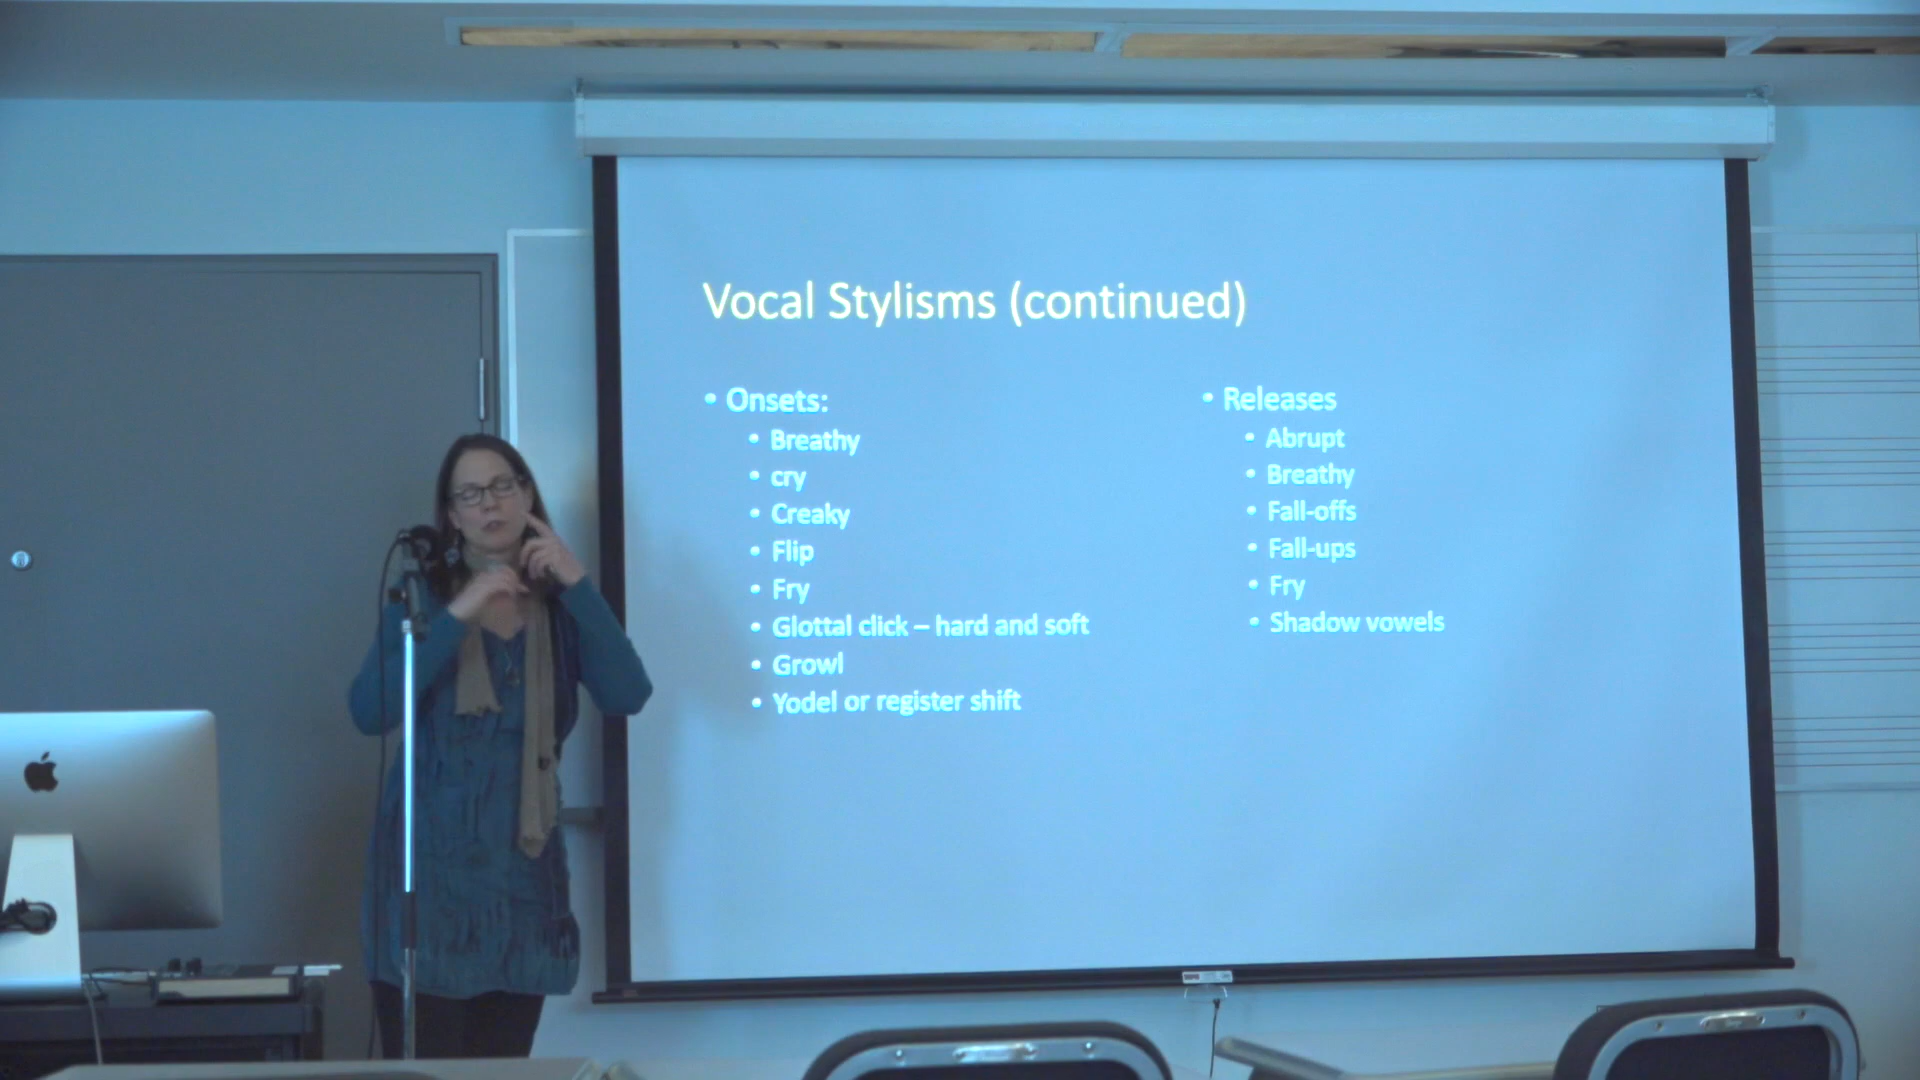 Vocal Stylisms (continued)
• Onsets:
• Breathy
• cry
• Creaky
• Flip
• Fry
• Glottal click – hard and soft
• Growl
• Yodel or register shift
• Releases
• Abrupt
• Breathy
• Fall-offs
• Fall-ups
• Fry
• Shadow vowels